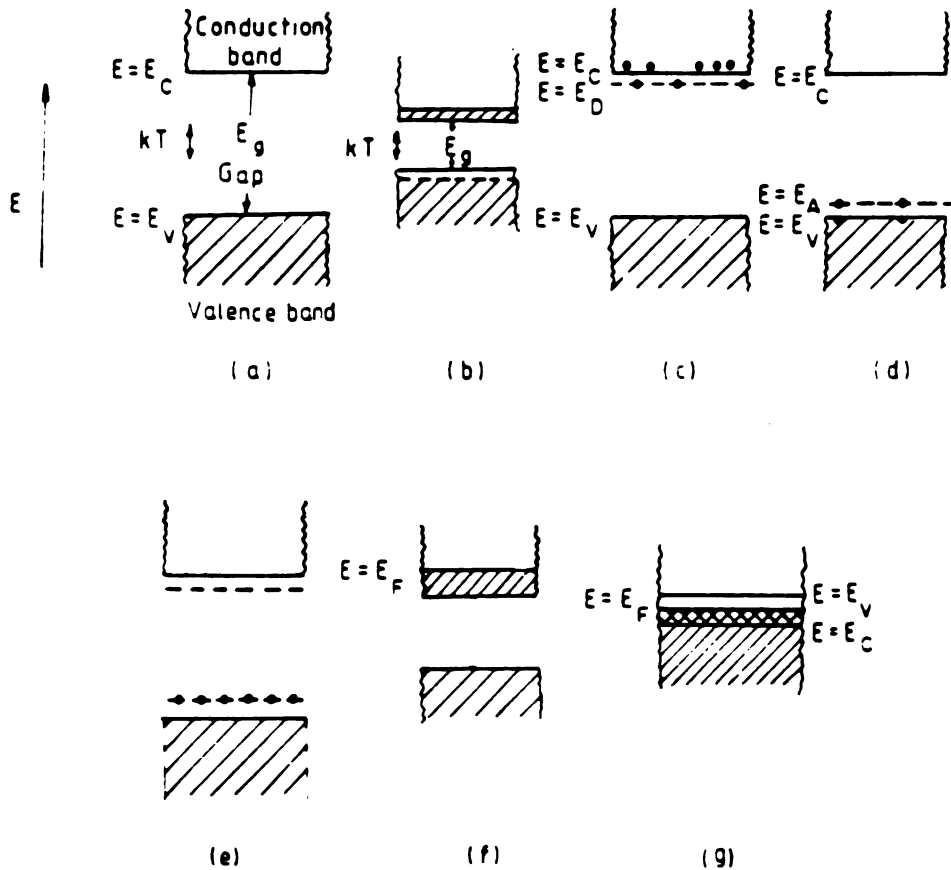 Conduction band
E = E_C
E_g
kT
Gap
E
E = E_V
Valence band
(a)
kT
E_g
(b)
E = E_C
E = E_D
E = E_V
(c)
E = E_C
E = E_A
E = E_V
(d)
(e)
E = E_F
(f)
E = E_F
E = E_V
E = E_C
(g)